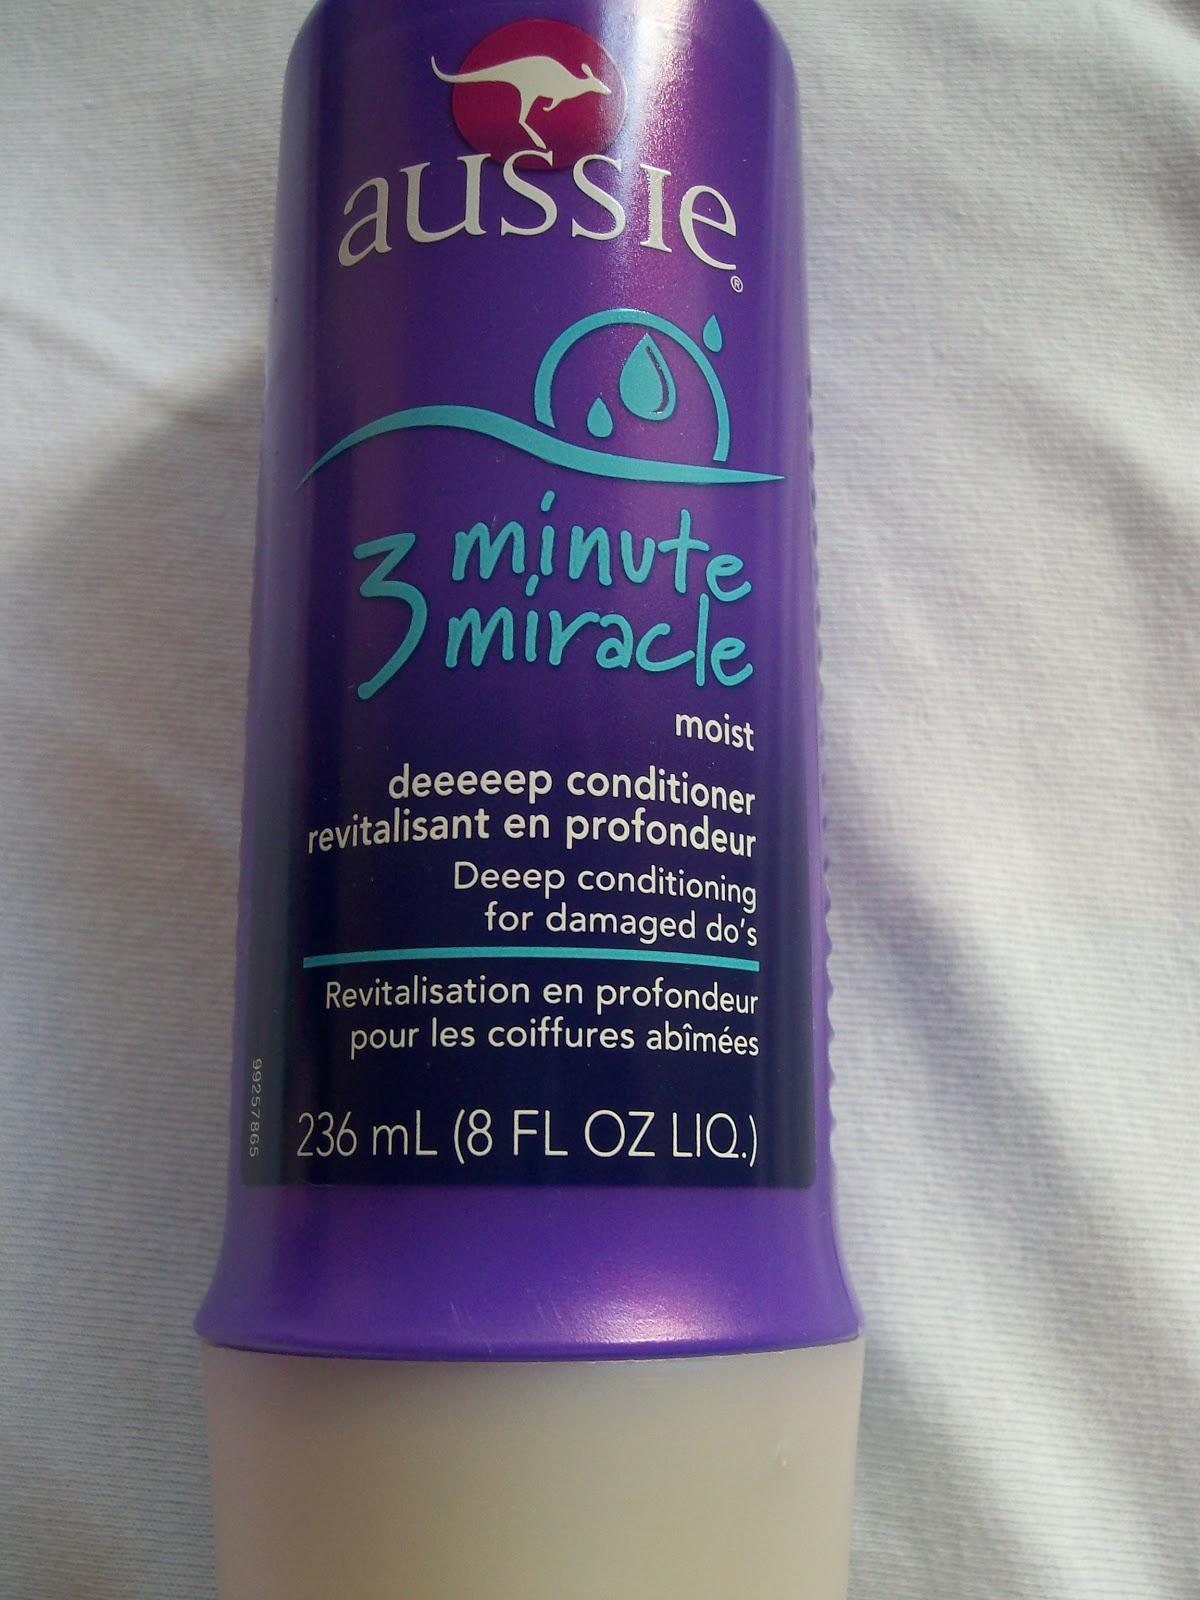 aussie®
3 minute
miracle
moist
deeeeep conditioner
revitalisant en profondeur
Deeep conditioning
for damaged do's
Revitalisation en profondeur
pour les coiffures abîmées
99257865
236 mL (8 FL OZ LIQ.)